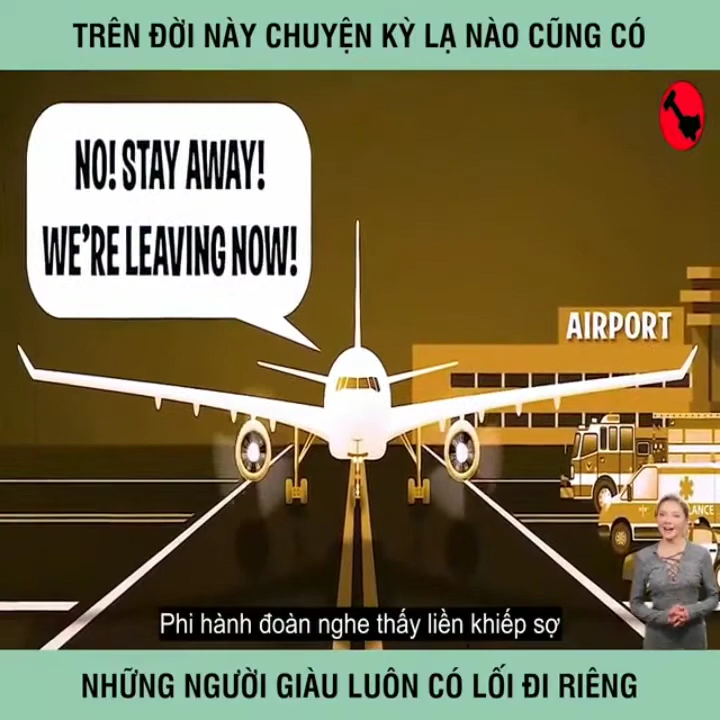 TRÊN ĐỜI NÀY CHUYỆN KỲ LẠ NÀO CŨNG CÓ
NO! STAY AWAY!
WE'RE LEAVING NOW!
AIRPORT
Phi hành đoàn nghe thấy liền khiếp sợ
NHỮNG NGƯỜI GIÀU LUÔN CÓ LỐI ĐI RIÊNG